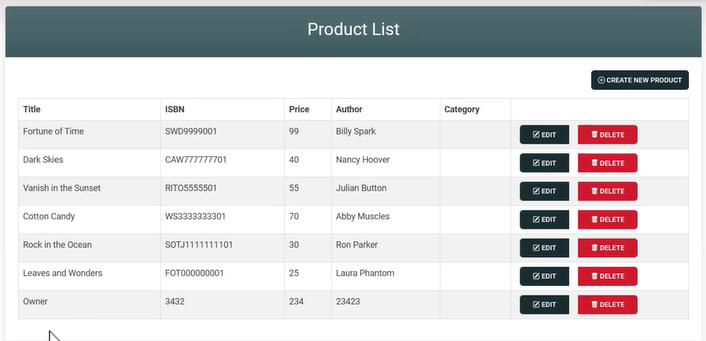 Product List
CREATE NEW PRODUCT
Title ISBN Price Author Category
Fortune of Time SWD9999001 99 Billy Spark EDIT DELETE
Dark Skies CAW777777701 40 Nancy Hoover EDIT DELETE
Vanish in the Sunset RITO5555501 55 Julian Button EDIT DELETE
Cotton Candy WS3333333301 70 Abby Muscles EDIT DELETE
Rock in the Ocean SOTJ1111111101 30 Ron Parker EDIT DELETE
Leaves and Wonders FOT000000001 25 Laura Phantom EDIT DELETE
Owner 3432 234 23423 EDIT DELETE